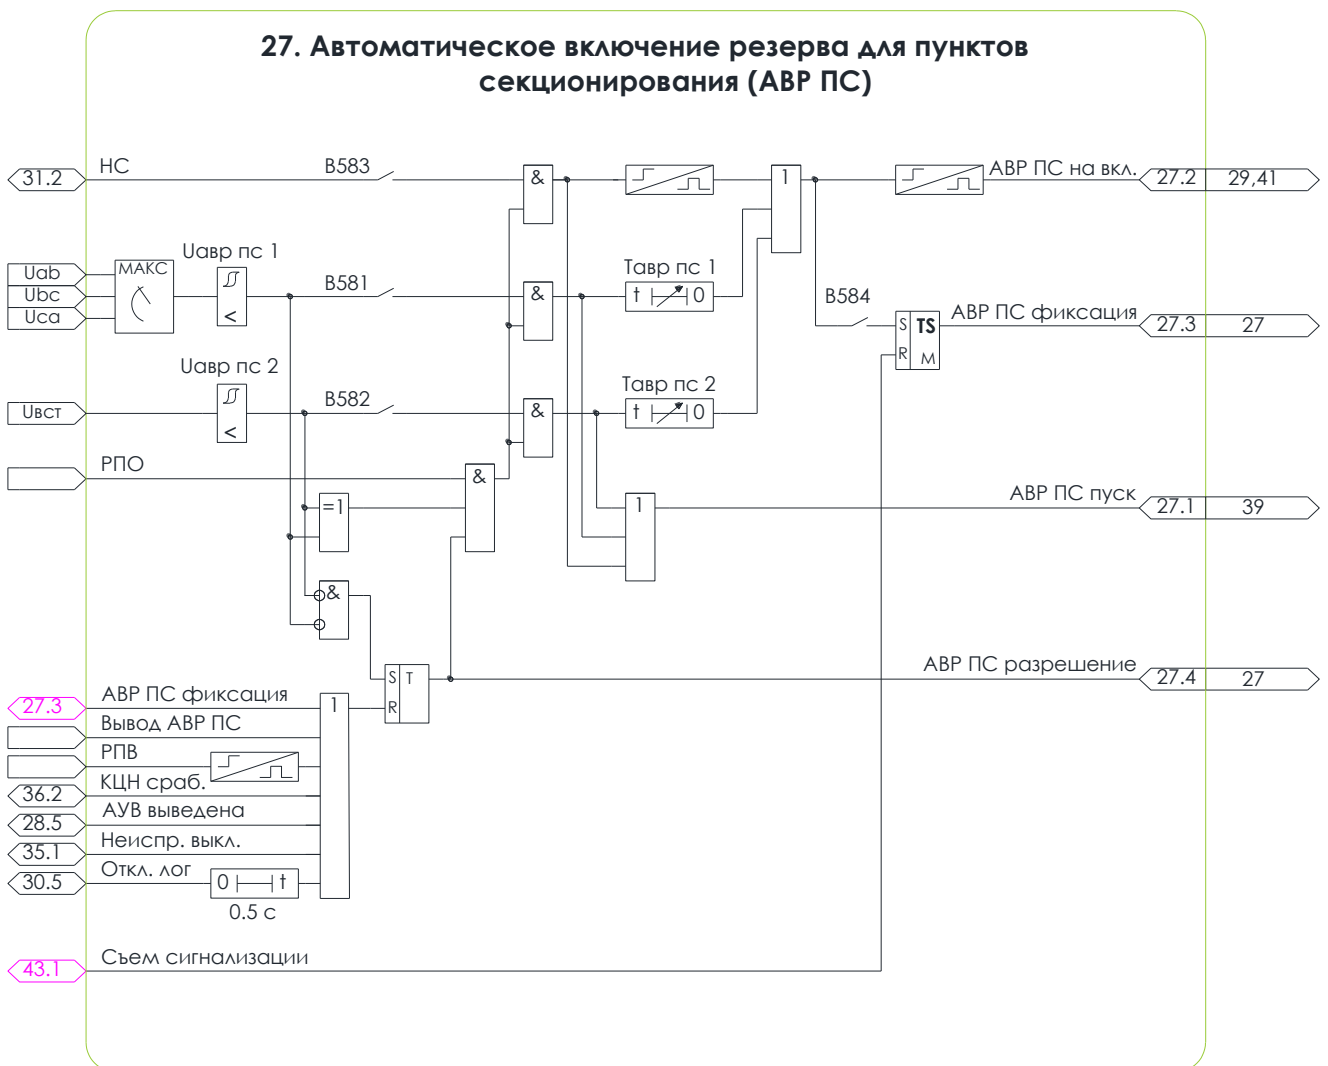 27. Автоматическое включение резерва для пунктов
секционирования (АВР ПС)
31.2
НС
В583
&
1
АВР ПС на вкл.
27.2
29,41
Uab
Ubc
Uca
МАКС
Uавр пс 1
<
В581
&
Тавр пс 1
t
0
В584
S
TS
R
M
АВР ПС фиксация
27.3
27
Uвст
Uавр пс 2
<
В582
&
Тавр пс 2
t
0
РПО
&
=1
1
АВР ПС пуск
27.1
39
&
S
T
R
АВР ПС разрешение
27.4
27
27.3
АВР ПС фиксация
1
Вывод АВР ПС
РПВ
36.2
КЦН сраб.
28.5
АУВ выведена
35.1
Неиспр. выкл.
30.5
Откл. лог
0
t
0.5 с
43.1
Съем сигнализации